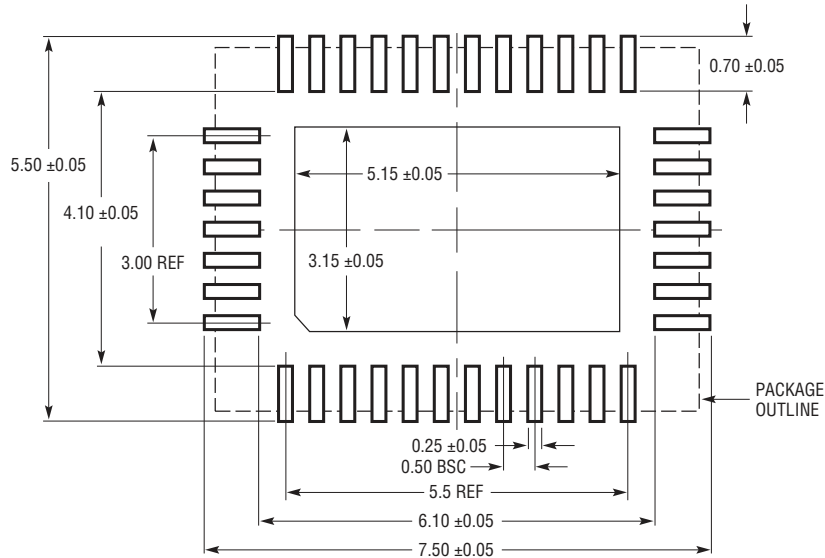 0.70 ±0.05
5.50 ±0.05
5.15 ±0.05
4.10 ±0.05
3.00 REF
3.15 ±0.05
PACKAGE
OUTLINE
0.25 ±0.05
0.50 BSC
5.5 REF
6.10 ±0.05
7.50 ±0.05